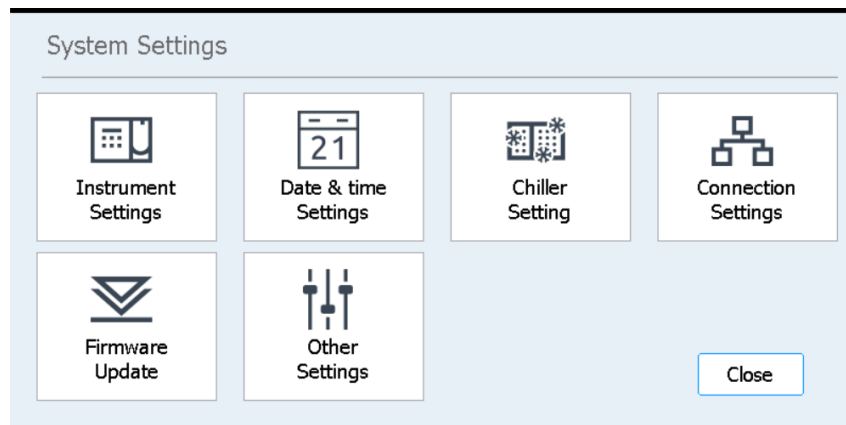 System Settings
Instrument
Settings
21
Date & time
Settings
Chiller
Setting
Connection
Settings
Firmware
Update
Other
Settings
Close